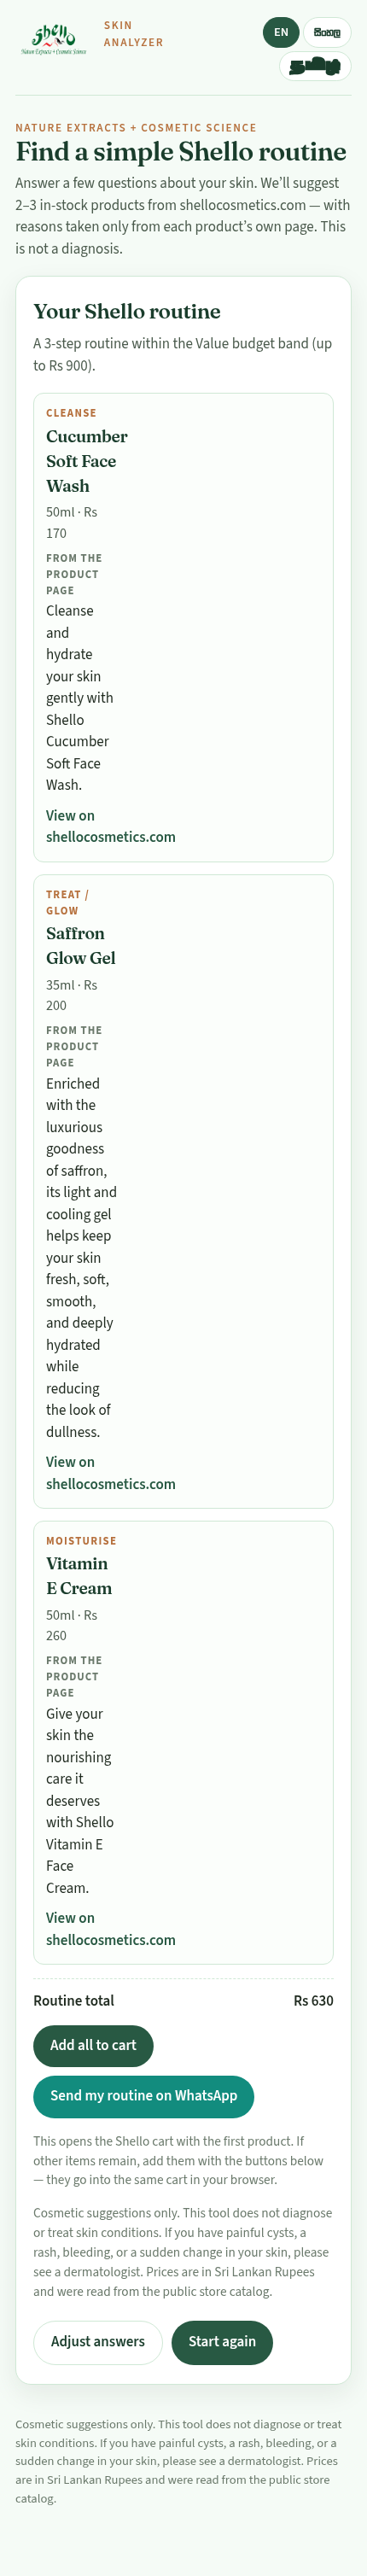 shello
Nature Extracts + Cosmetic Science
SKIN
ANALYZER
EN
සිංහල
NATURE EXTRACTS + COSMETIC SCIENCE
Find a simple Shello routine
Answer a few questions about your skin. We’ll suggest
2–3 in-stock products from shellocosmetics.com — with
reasons taken only from each product’s own page. This
is not a diagnosis.
Your Shello routine
A 3-step routine within the Value budget band (up
to Rs 900).
CLEANSE
Cucumber
Soft Face
Wash
50ml · Rs
170
FROM THE
PRODUCT
PAGE
Cleanse
and
hydrate
your skin
gently with
Shello
Cucumber
Soft Face
Wash.
View on
shellocosmetics.com
TREAT /
GLOW
Saffron
Glow Gel
35ml · Rs
200
FROM THE
PRODUCT
PAGE
Enriched
with the
luxurious
goodness
of saffron,
its light and
cooling gel
helps keep
your skin
fresh, soft,
smooth,
and deeply
hydrated
while
reducing
the look of
dullness.
View on
shellocosmetics.com
MOISTURISE
Vitamin
E Cream
50ml · Rs
260
FROM THE
PRODUCT
PAGE
Give your
skin the
nourishing
care it
deserves
with Shello
Vitamin E
Face
Cream.
View on
shellocosmetics.com
Routine total Rs 630
Add all to cart
Send my routine on WhatsApp
This opens the Shello cart with the first product. If
other items remain, add them with the buttons below
— they go into the same cart in your browser.
Cosmetic suggestions only. This tool does not diagnose
or treat skin conditions. If you have painful cysts, a
rash, bleeding, or a sudden change in your skin, please
see a dermatologist. Prices are in Sri Lankan Rupees
and were read from the public store catalog.
Adjust answers
Start again
Cosmetic suggestions only. This tool does not diagnose or treat
skin conditions. If you have painful cysts, a rash, bleeding, or a
sudden change in your skin, please see a dermatologist. Prices
are in Sri Lankan Rupees and were read from the public store
catalog.